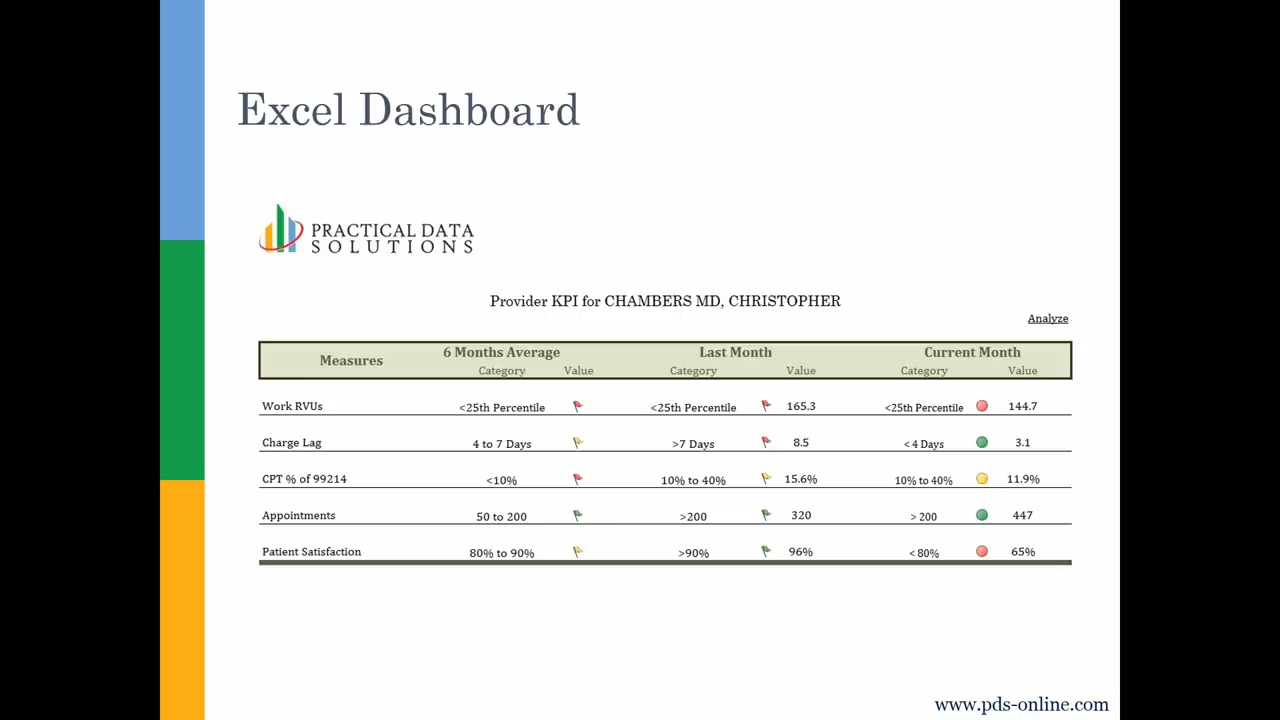 Excel Dashboard
PRACTICAL DATA
SOLUTIONS
Provider KPI for CHAMBERS MD, CHRISTOPHER
Analyze
Measures 6 Months Average Last Month Current Month
Category Value Category Value Category Value
Work RVUs <25th Percentile <25th Percentile 165.3 <25th Percentile 144.7
Charge Lag 4 to 7 Days >7 Days 8.5 < 4 Days 3.1
CPT % of 99214 <10% 10% to 40% 15.6% 10% to 40% 11.9%
Appointments 50 to 200 >200 320 > 200 447
Patient Satisfaction 80% to 90% >90% 96% < 80% 65%
www.pds-online.com